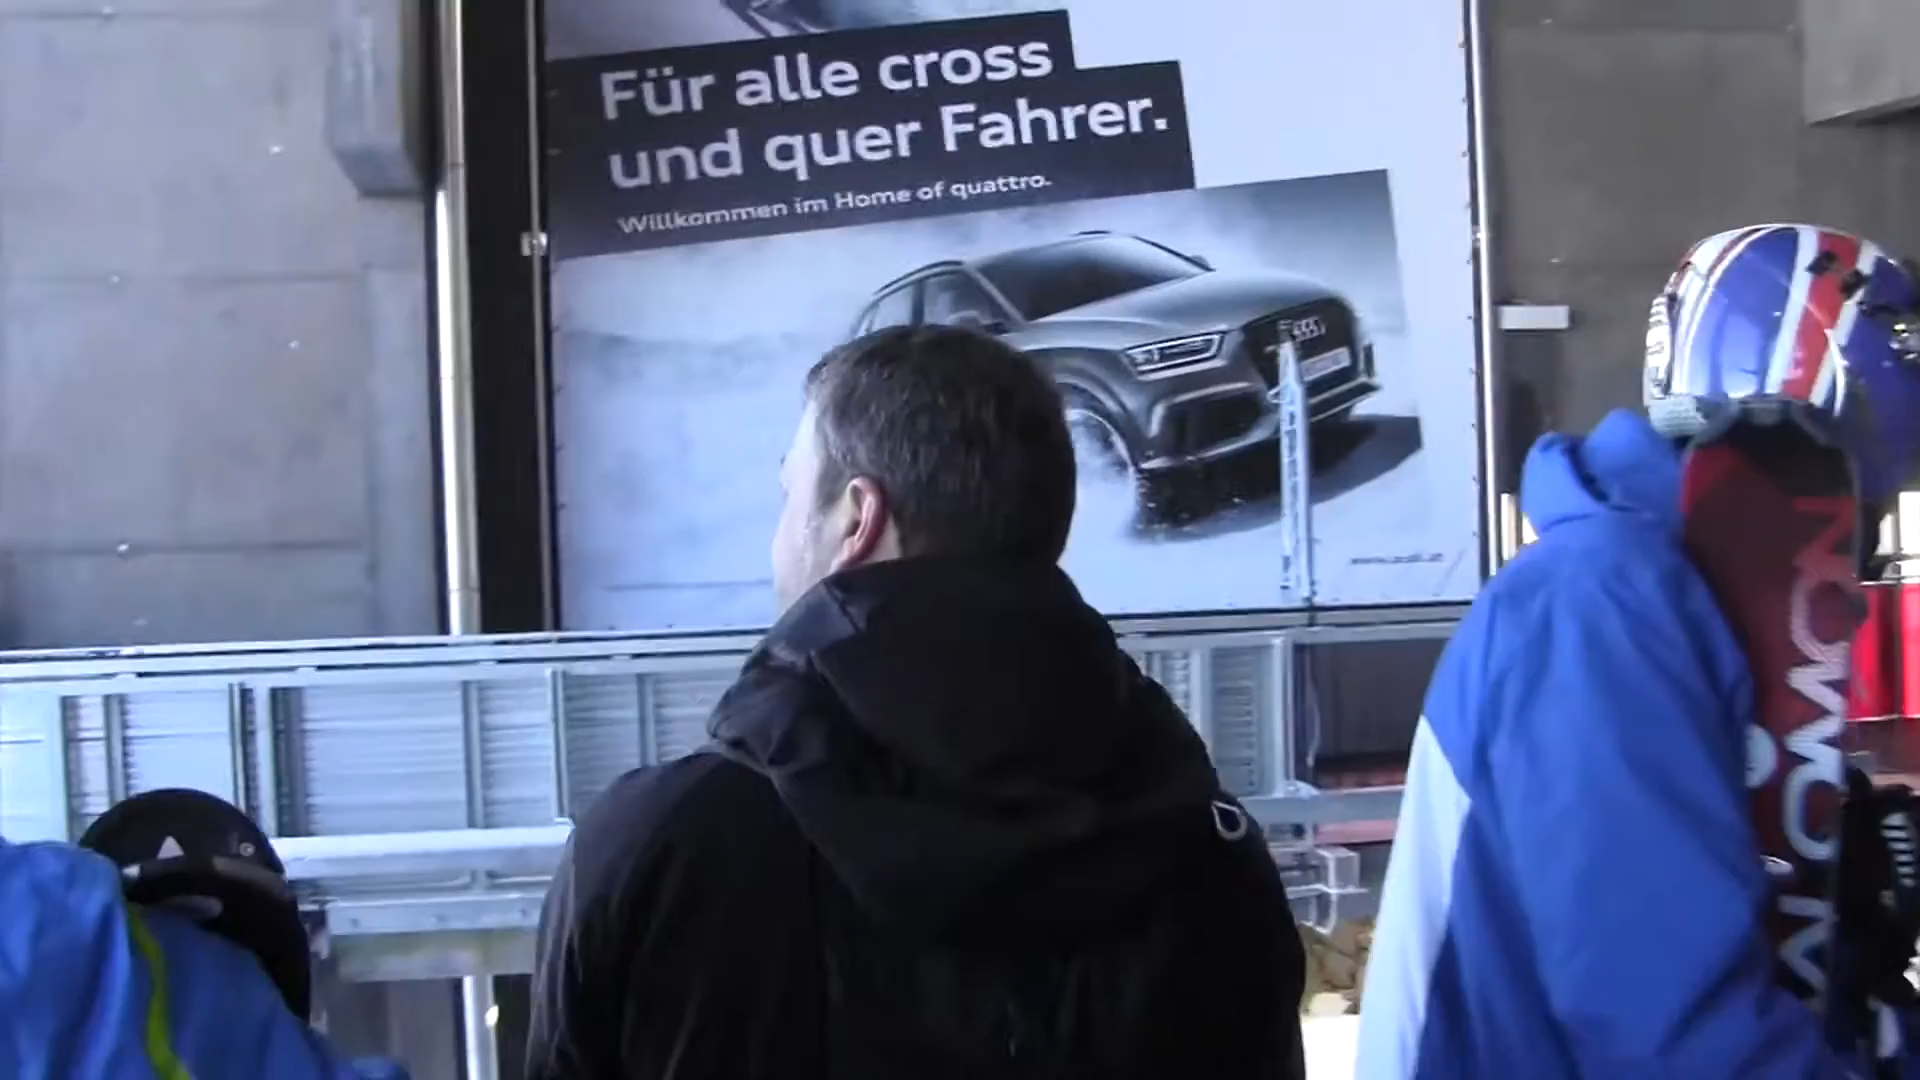 Für alle cross
und quer Fahrer.
Willkommen im Home of quattro.